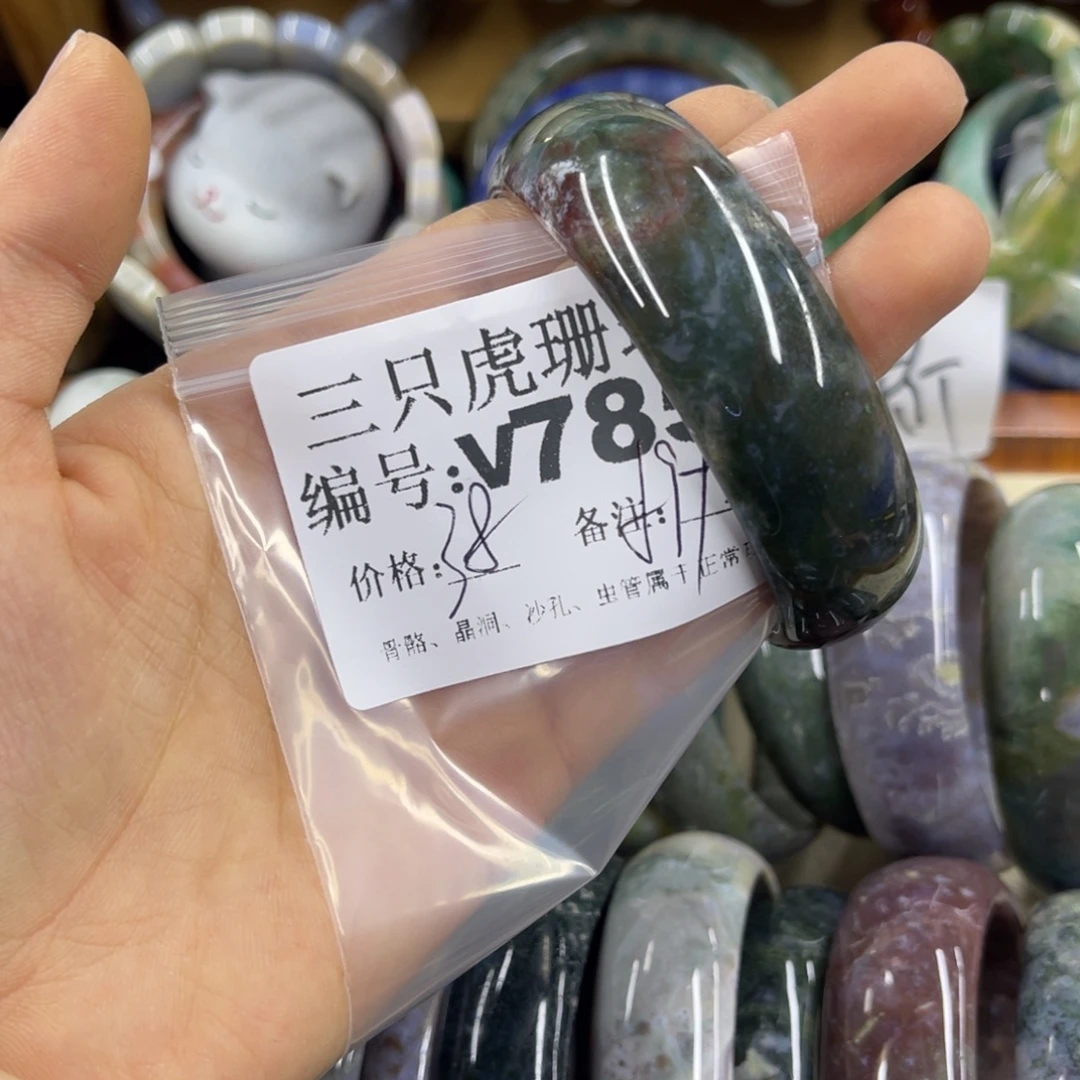 三只虎珊
编号:v785
价格:38 备注:
骨骼、晶洞、沙孔、虫管属于正常